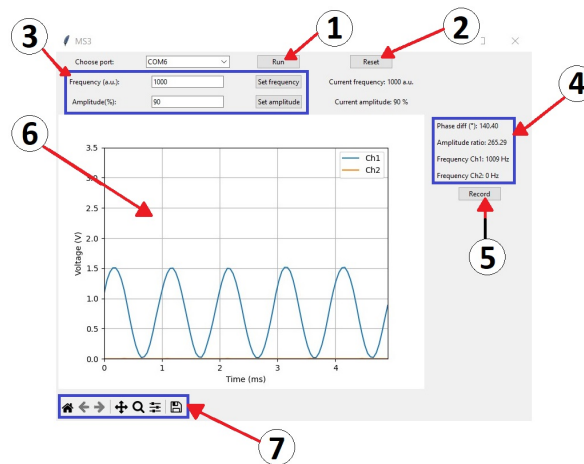 MS3
1
2
3
4
5
6
7
Choose port: COM6 Run Reset
Frequency (a.u.): 1000 Set frequency Current frequency: 1000 a.u.
Amplitude(%): 90 Set amplitude Current amplitude: 90 %
Phase diff (°): 140.40
Amplitude ratio: 265.29
Frequency Ch1: 1009 Hz
Frequency Ch2: 0 Hz
Record
Ch1
Ch2
Voltage (V)
3.5
3.0
2.5
2.0
1.5
1.0
0.5
0.0
0 1 2 3 4
Time (ms)